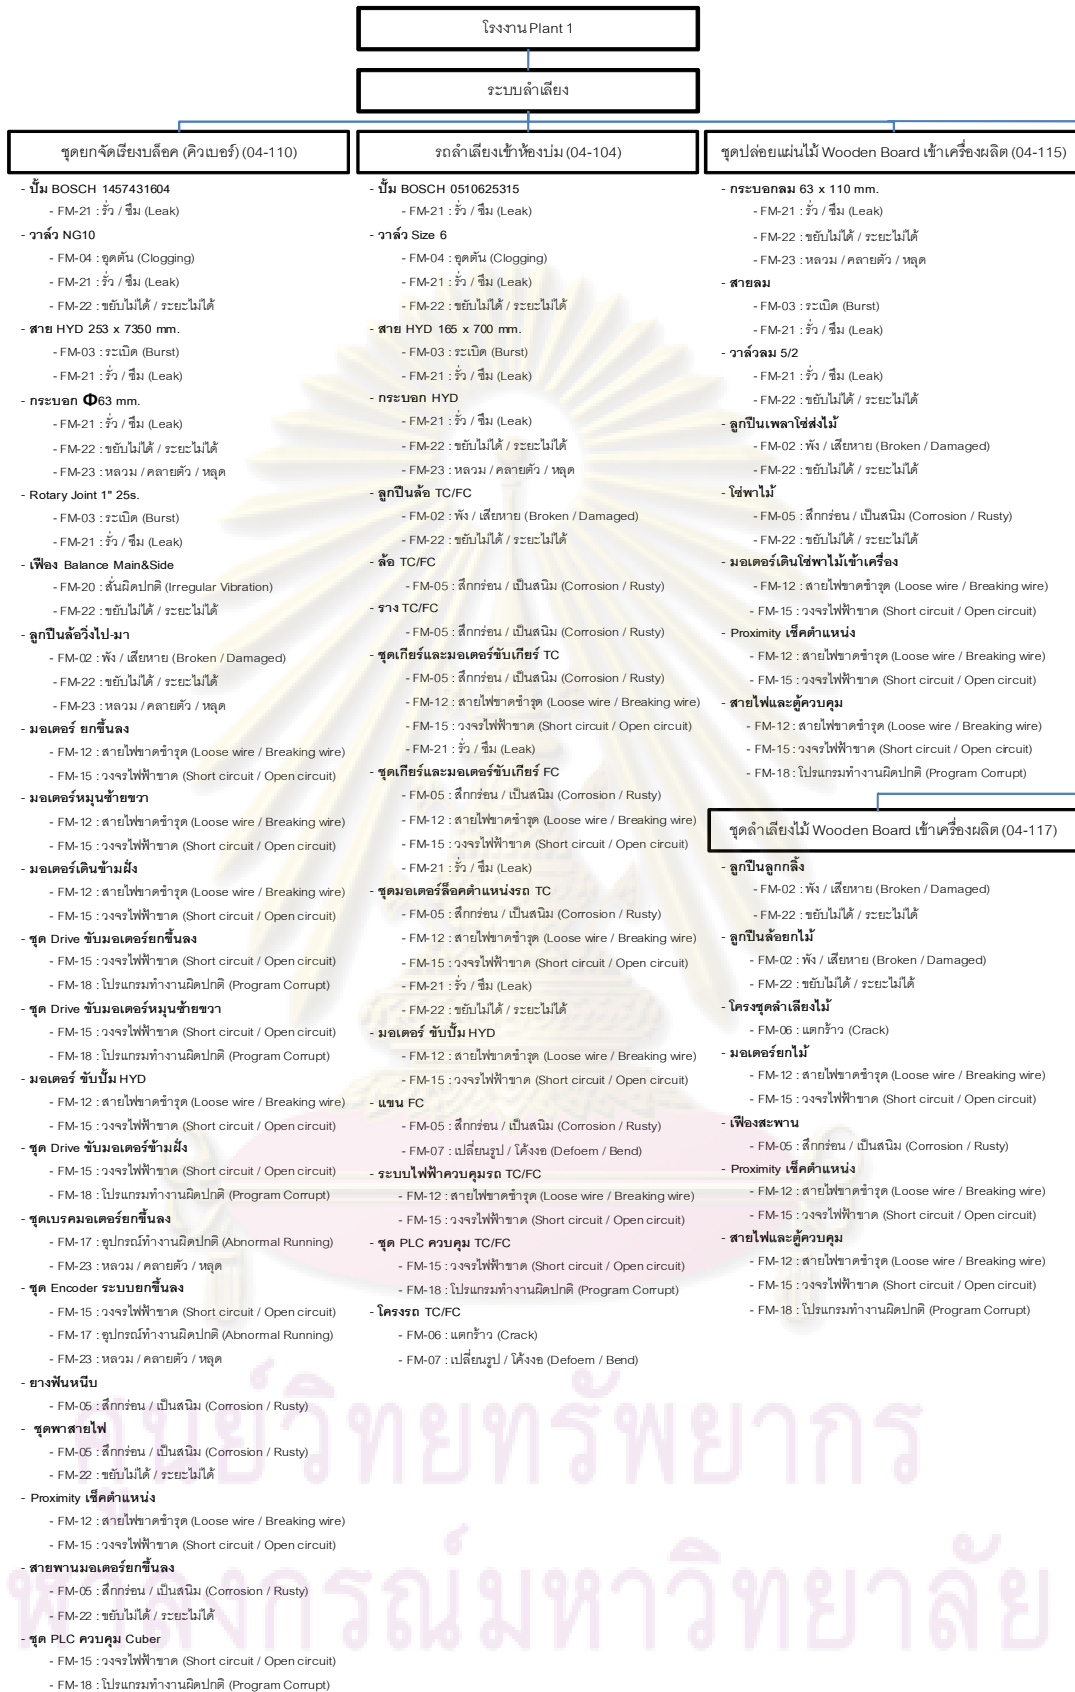 โรงงาน Plant 1
ระบบลำเลียง
ชุดยกจัดเรียงบล็อค (คิวเบอร์) (04-110)
- ปั๊ม BOSCH 1457431604
- FM-21 : รั่ว / ซึม (Leak)
- วาล์ว NG10
- FM-04 : อุดตัน (Clogging)
- FM-21 : รั่ว / ซึม (Leak)
- FM-22 : ขยับไม่ได้ / ระยะไม่ได้
- สาย HYD 253 x 7350 mm.
- FM-03 : ระเบิด (Burst)
- FM-21 : รั่ว / ซึม (Leak)
- กระบอก Φ63 mm.
- FM-21 : รั่ว / ซึม (Leak)
- FM-22 : ขยับไม่ได้ / ระยะไม่ได้
- FM-23 : หลวม / คลายตัว / หลุด
- Rotary Joint 1" 25s.
- FM-03 : ระเบิด (Burst)
- FM-21 : รั่ว / ซึม (Leak)
- เฟือง Balance Main&Side
- FM-20 : สั่นผิดปกติ (Irregular Vibration)
- FM-22 : ขยับไม่ได้ / ระยะไม่ได้
- ลูกปืนล้อวิ่งไป-มา
- FM-02 : พัง / เสียหาย (Broken / Damaged)
- FM-22 : ขยับไม่ได้ / ระยะไม่ได้
- FM-23 : หลวม / คลายตัว / หลุด
- มอเตอร์ ยกขึ้นลง
- FM-12 : สายไฟขาดชำรุด (Loose wire / Breaking wire)
- FM-15 : วงจรไฟฟ้าขาด (Short circuit / Open circuit)
- มอเตอร์หมุนซ้ายขวา
- FM-12 : สายไฟขาดชำรุด (Loose wire / Breaking wire)
- FM-15 : วงจรไฟฟ้าขาด (Short circuit / Open circuit)
- มอเตอร์เดินข้ามฝั่ง
- FM-12 : สายไฟขาดชำรุด (Loose wire / Breaking wire)
- FM-15 : วงจรไฟฟ้าขาด (Short circuit / Open circuit)
- ชุด Drive ขับมอเตอร์ยกขึ้นลง
- FM-15 : วงจรไฟฟ้าขาด (Short circuit / Open circuit)
- FM-18 : โปรแกรมทำงานผิดปกติ (Program Corrupt)
- ชุด Drive ขับมอเตอร์หมุนซ้ายขวา
- FM-15 : วงจรไฟฟ้าขาด (Short circuit / Open circuit)
- FM-18 : โปรแกรมทำงานผิดปกติ (Program Corrupt)
- มอเตอร์ ขับปั๊ม HYD
- FM-12 : สายไฟขาดชำรุด (Loose wire / Breaking wire)
- FM-15 : วงจรไฟฟ้าขาด (Short circuit / Open circuit)
- ชุด Drive ขับมอเตอร์ข้ามฝั่ง
- FM-15 : วงจรไฟฟ้าขาด (Short circuit / Open circuit)
- FM-18 : โปรแกรมทำงานผิดปกติ (Program Corrupt)
- ชุดเบรคมอเตอร์ยกขึ้นลง
- FM-17 : อุปกรณ์ทำงานผิดปกติ (Abnormal Running)
- FM-23 : หลวม / คลายตัว / หลุด
- ชุด Encoder ระบบยกขึ้นลง
- FM-15 : วงจรไฟฟ้าขาด (Short circuit / Open circuit)
- FM-17 : อุปกรณ์ทำงานผิดปกติ (Abnormal Running)
- FM-23 : หลวม / คลายตัว / หลุด
- ยางฟันหนีบ
- FM-05 : สึกกร่อน / เป็นสนิม (Corrosion / Rusty)
- ชุดพาสายไฟ
- FM-05 : สึกกร่อน / เป็นสนิม (Corrosion / Rusty)
- FM-22 : ขยับไม่ได้ / ระยะไม่ได้
- Proximity เช็คตำแหน่ง
- FM-12 : สายไฟขาดชำรุด (Loose wire / Breaking wire)
- FM-15 : วงจรไฟฟ้าขาด (Short circuit / Open circuit)
- สายพานมอเตอร์ยกขึ้นลง
- FM-05 : สึกกร่อน / เป็นสนิม (Corrosion / Rusty)
- FM-22 : ขยับไม่ได้ / ระยะไม่ได้
- ชุด PLC ควบคุม Cuber
- FM-15 : วงจรไฟฟ้าขาด (Short circuit / Open circuit)
- FM-18 : โปรแกรมทำงานผิดปกติ (Program Corrupt)
รถลำเลียงเข้าห้องบ่ม (04-104)
- ปั๊ม BOSCH 0510625315
- FM-21 : รั่ว / ซึม (Leak)
- วาล์ว Size 6
- FM-04 : อุดตัน (Clogging)
- FM-21 : รั่ว / ซึม (Leak)
- FM-22 : ขยับไม่ได้ / ระยะไม่ได้
- สาย HYD 165 x 700 mm.
- FM-03 : ระเบิด (Burst)
- FM-21 : รั่ว / ซึม (Leak)
- กระบอก HYD
- FM-21 : รั่ว / ซึม (Leak)
- FM-22 : ขยับไม่ได้ / ระยะไม่ได้
- FM-23 : หลวม / คลายตัว / หลุด
- ลูกปืนล้อ TC/FC
- FM-02 : พัง / เสียหาย (Broken / Damaged)
- FM-22 : ขยับไม่ได้ / ระยะไม่ได้
- ล้อ TC/FC
- FM-05 : สึกกร่อน / เป็นสนิม (Corrosion / Rusty)
- ราง TC/FC
- FM-05 : สึกกร่อน / เป็นสนิม (Corrosion / Rusty)
- ชุดเกียร์และมอเตอร์ขับเกียร์ TC
- FM-05 : สึกกร่อน / เป็นสนิม (Corrosion / Rusty)
- FM-12 : สายไฟขาดชำรุด (Loose wire / Breaking wire)
- FM-15 : วงจรไฟฟ้าขาด (Short circuit / Open circuit)
- FM-21 : รั่ว / ซึม (Leak)
- ชุดเกียร์และมอเตอร์ขับเกียร์ FC
- FM-05 : สึกกร่อน / เป็นสนิม (Corrosion / Rusty)
- FM-12 : สายไฟขาดชำรุด (Loose wire / Breaking wire)
- FM-15 : วงจรไฟฟ้าขาด (Short circuit / Open circuit)
- FM-21 : รั่ว / ซึม (Leak)
- ชุดมอเตอร์ล็อคตำแหน่งรถ TC
- FM-05 : สึกกร่อน / เป็นสนิม (Corrosion / Rusty)
- FM-12 : สายไฟขาดชำรุด (Loose wire / Breaking wire)
- FM-15 : วงจรไฟฟ้าขาด (Short circuit / Open circuit)
- FM-21 : รั่ว / ซึม (Leak)
- FM-22 : ขยับไม่ได้ / ระยะไม่ได้
- มอเตอร์ ขับปั๊ม HYD
- FM-12 : สายไฟขาดชำรุด (Loose wire / Breaking wire)
- FM-15 : วงจรไฟฟ้าขาด (Short circuit / Open circuit)
- แขน FC
- FM-05 : สึกกร่อน / เป็นสนิม (Corrosion / Rusty)
- FM-07 : เปลี่ยนรูป / โค้งงอ (Defoem / Bend)
- ระบบไฟฟ้าควบคุมรถ TC/FC
- FM-12 : สายไฟขาดชำรุด (Loose wire / Breaking wire)
- FM-15 : วงจรไฟฟ้าขาด (Short circuit / Open circuit)
- ชุด PLC ควบคุม TC/FC
- FM-15 : วงจรไฟฟ้าขาด (Short circuit / Open circuit)
- FM-18 : โปรแกรมทำงานผิดปกติ (Program Corrupt)
- โครงรถ TC/FC
- FM-06 : แตกร้าว (Crack)
- FM-07 : เปลี่ยนรูป / โค้งงอ (Defoem / Bend)
ชุดปล่อยแผ่นไม้ Wooden Board เข้าเครื่องผลิต (04-115)
- กระบอกลม 63 x 110 mm.
- FM-21 : รั่ว / ซึม (Leak)
- FM-22 : ขยับไม่ได้ / ระยะไม่ได้
- FM-23 : หลวม / คลายตัว / หลุด
- สายลม
- FM-03 : ระเบิด (Burst)
- FM-21 : รั่ว / ซึม (Leak)
- วาล์วลม 5/2
- FM-21 : รั่ว / ซึม (Leak)
- FM-22 : ขยับไม่ได้ / ระยะไม่ได้
- ลูกปืนเพลาโซ่ส่งไม้
- FM-02 : พัง / เสียหาย (Broken / Damaged)
- FM-22 : ขยับไม่ได้ / ระยะไม่ได้
- โซ่พาไม้
- FM-05 : สึกกร่อน / เป็นสนิม (Corrosion / Rusty)
- FM-22 : ขยับไม่ได้ / ระยะไม่ได้
- มอเตอร์เดินโซ่พาไม้เข้าเครื่อง
- FM-12 : สายไฟขาดชำรุด (Loose wire / Breaking wire)
- FM-15 : วงจรไฟฟ้าขาด (Short circuit / Open circuit)
- Proximity เช็คตำแหน่ง
- FM-12 : สายไฟขาดชำรุด (Loose wire / Breaking wire)
- FM-15 : วงจรไฟฟ้าขาด (Short circuit / Open circuit)
- สายไฟและตู้ควบคุม
- FM-12 : สายไฟขาดชำรุด (Loose wire / Breaking wire)
- FM-15 : วงจรไฟฟ้าขาด (Short circuit / Open circuit)
- FM-18 : โปรแกรมทำงานผิดปกติ (Program Corrupt)
ชุดลำเลียงไม้ Wooden Board เข้าเครื่องผลิต (04-117)
- ลูกปืนลูกกลิ้ง
- FM-02 : พัง / เสียหาย (Broken / Damaged)
- FM-22 : ขยับไม่ได้ / ระยะไม่ได้
- ลูกปืนล้อยกไม้
- FM-02 : พัง / เสียหาย (Broken / Damaged)
- FM-22 : ขยับไม่ได้ / ระยะไม่ได้
- โครงชุดลำเลียงไม้
- FM-06 : แตกร้าว (Crack)
- มอเตอร์ยกไม้
- FM-12 : สายไฟขาดชำรุด (Loose wire / Breaking wire)
- FM-15 : วงจรไฟฟ้าขาด (Short circuit / Open circuit)
- เฟืองสะพาน
- FM-05 : สึกกร่อน / เป็นสนิม (Corrosion / Rusty)
- Proximity เช็คตำแหน่ง
- FM-12 : สายไฟขาดชำรุด (Loose wire / Breaking wire)
- FM-15 : วงจรไฟฟ้าขาด (Short circuit / Open circuit)
- สายไฟและตู้ควบคุม
- FM-12 : สายไฟขาดชำรุด (Loose wire / Breaking wire)
- FM-15 : วงจรไฟฟ้าขาด (Short circuit / Open circuit)
- FM-18 : โปรแกรมทำงานผิดปกติ (Program Corrupt)
ศูนย์วิทยทรัพยากร
ฬาลงกรณ์มหาวิทยาลัย